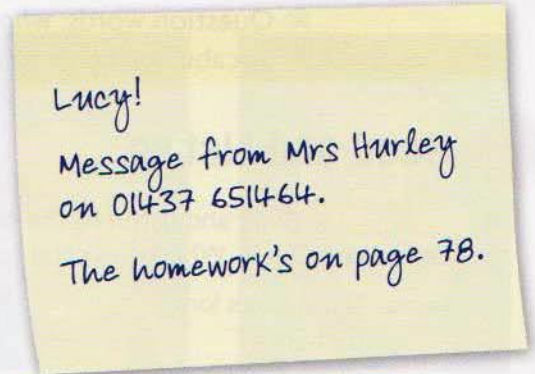 Lucy!
Message from Mrs Hurley
on 01437 651464.
The homework's on page 78.